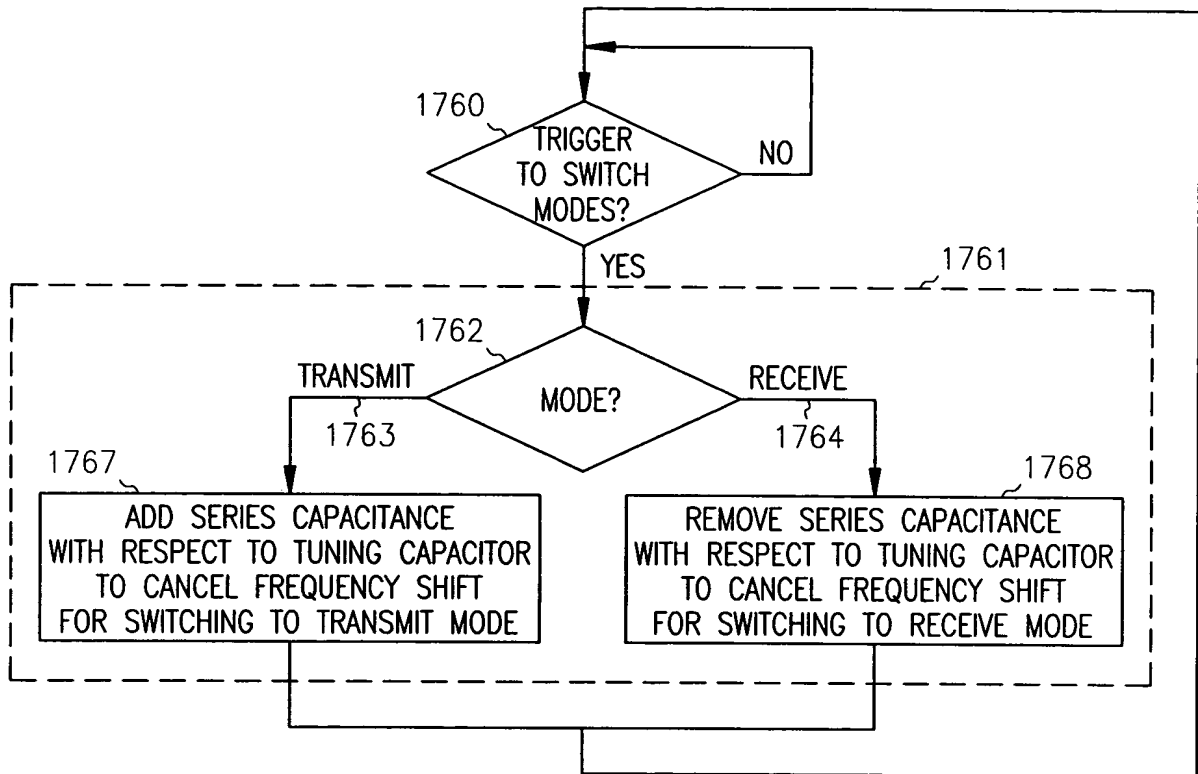 1760
TRIGGER
TO SWITCH
MODES?
NO
YES
1761
1762
TRANSMIT
MODE?
RECEIVE
1763
1764
1767
ADD SERIES CAPACITANCE
WITH RESPECT TO TUNING CAPACITOR
TO CANCEL FREQUENCY SHIFT
FOR SWITCHING TO TRANSMIT MODE
1768
REMOVE SERIES CAPACITANCE
WITH RESPECT TO TUNING CAPACITOR
TO CANCEL FREQUENCY SHIFT
FOR SWITCHING TO RECEIVE MODE